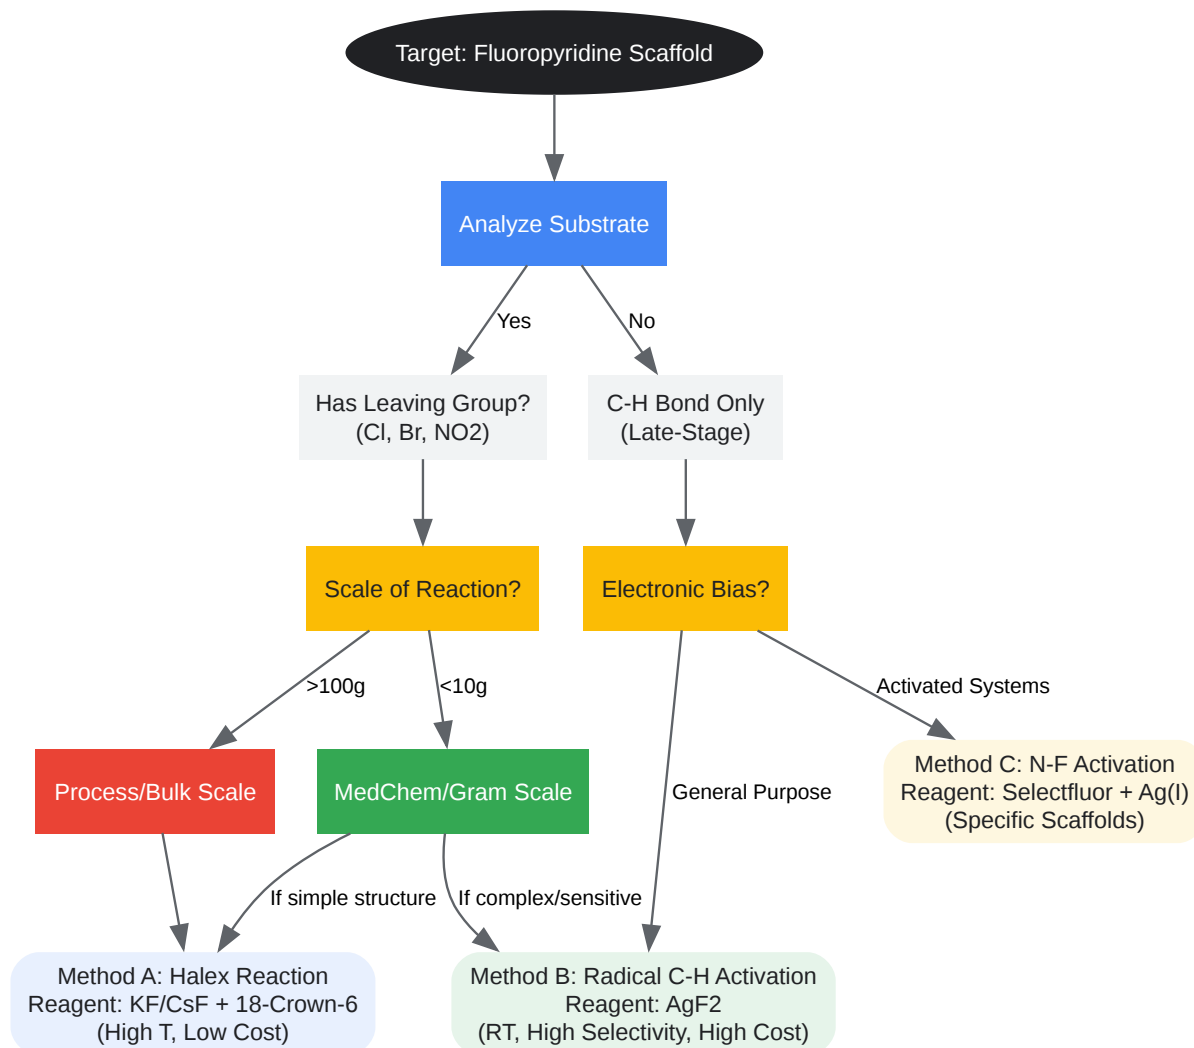 Target: Fluoropyridine Scaffold
Analyze Substrate
Yes
No
Has Leaving Group?
(Cl, Br, NO2)
C-H Bond Only
(Late-Stage)
Scale of Reaction?
Electronic Bias?
>100g
<10g
Activated Systems
Process/Bulk Scale
MedChem/Gram Scale
General Purpose
Method C: N-F Activation
Reagent: Selectfluor + Ag(I)
(Specific Scaffolds)
If simple structure
If complex/sensitive
Method A: Halex Reaction
Reagent: KF/CsF + 18-Crown-6
(High T, Low Cost)
Method B: Radical C-H Activation
Reagent: AgF2
(RT, High Selectivity, High Cost)